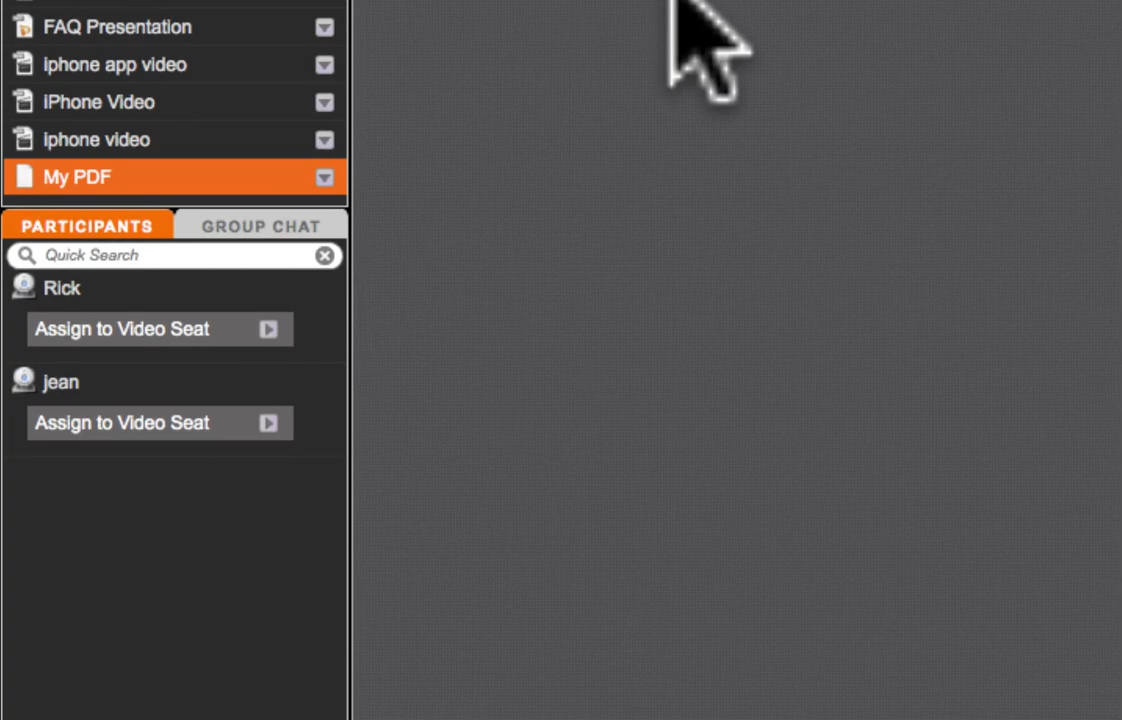 FAQ Presentation
iphone app video
iPhone Video
iphone video
My PDF
PARTICIPANTS GROUP CHAT
Quick Search
Rick
Assign to Video Seat
jean
Assign to Video Seat